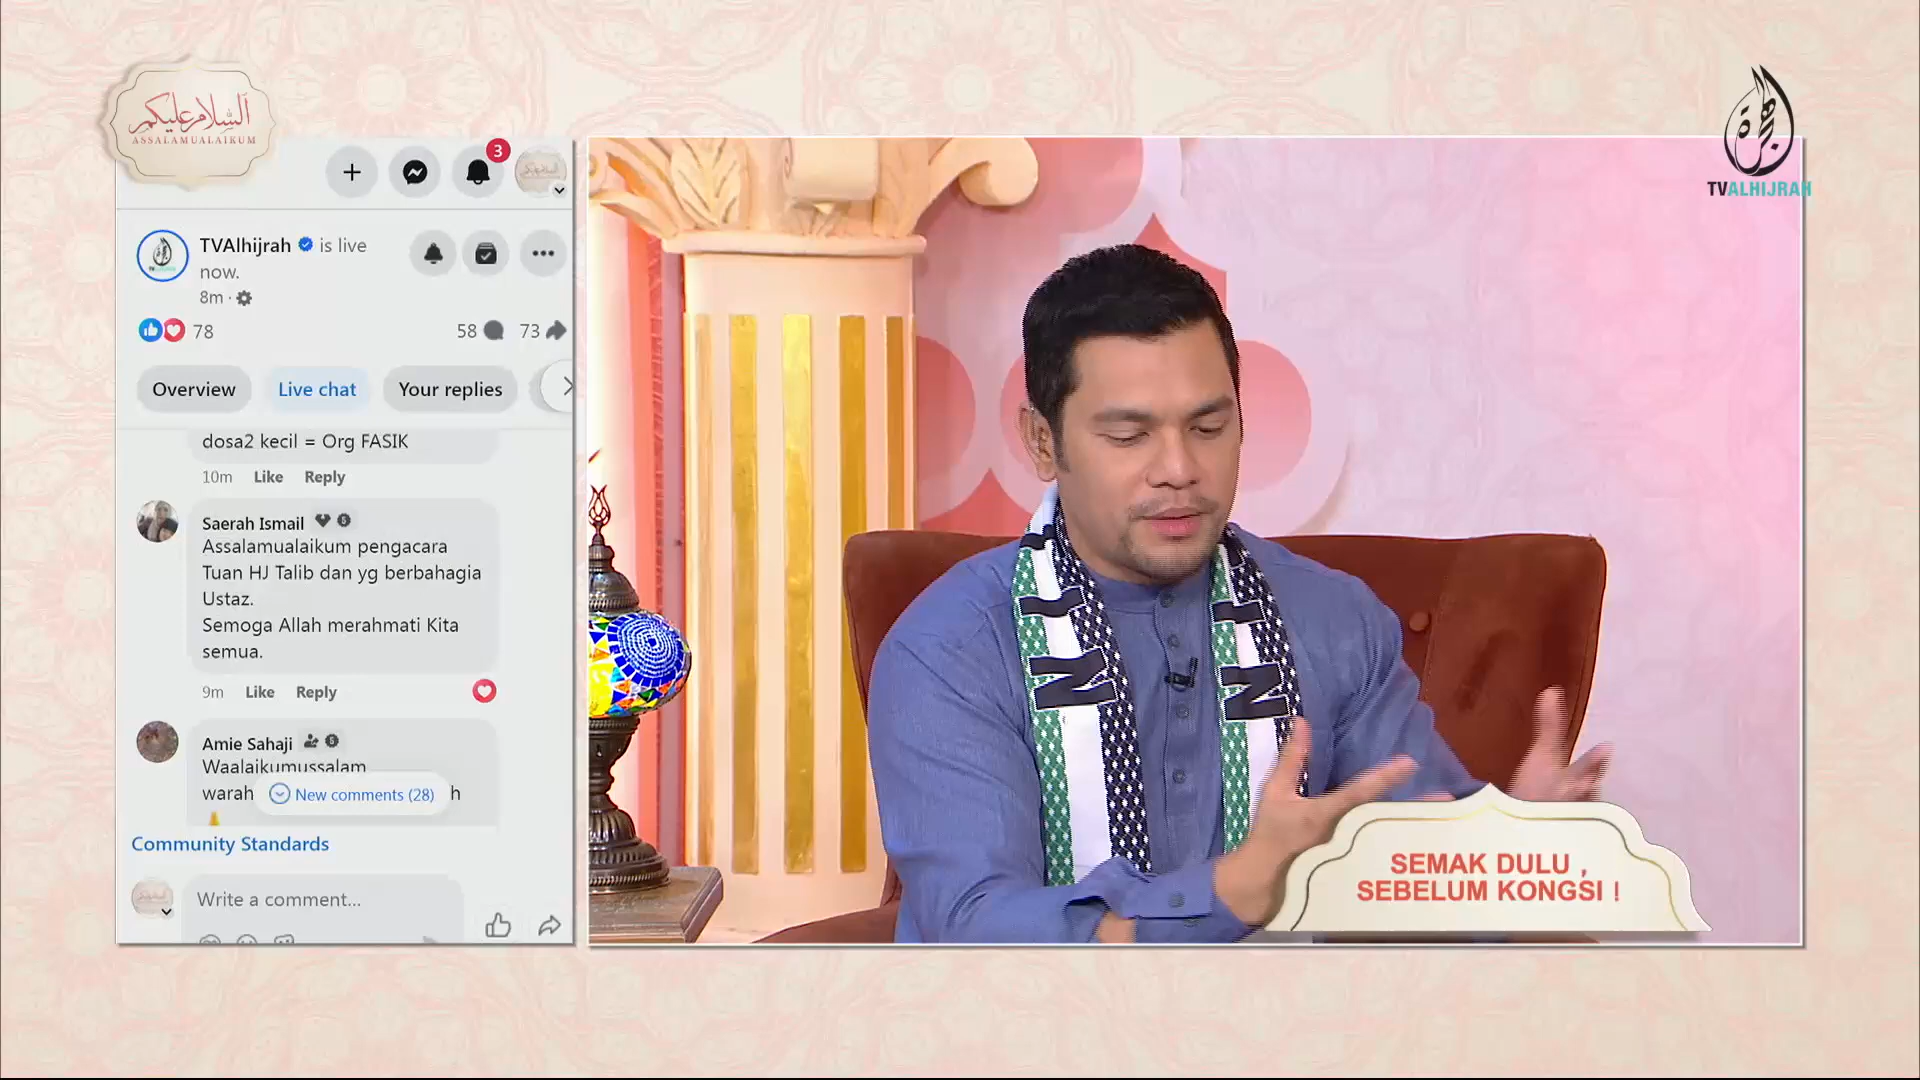 السلام عليكم
ASSALAMUALAIKUM
3
TVAlhijrah is live
now.
8m ·
78
58
73
Overview
Live chat
Your replies
dosa2 kecil = Org FASIK
10m Like Reply
Saerah Ismail
Assalamualaikum pengacara
Tuan HJ Talib dan yg berbahagia
Ustaz.
Semoga Allah merahmati Kita
semua.
9m Like Reply
Amie Sahaji
Waalaikumussalam
warah
New comments (28)
h
Community Standards
Write a comment...
هجرة
TVALHIJRAH
SEMAK DULU ,
SEBELUM KONGSI !